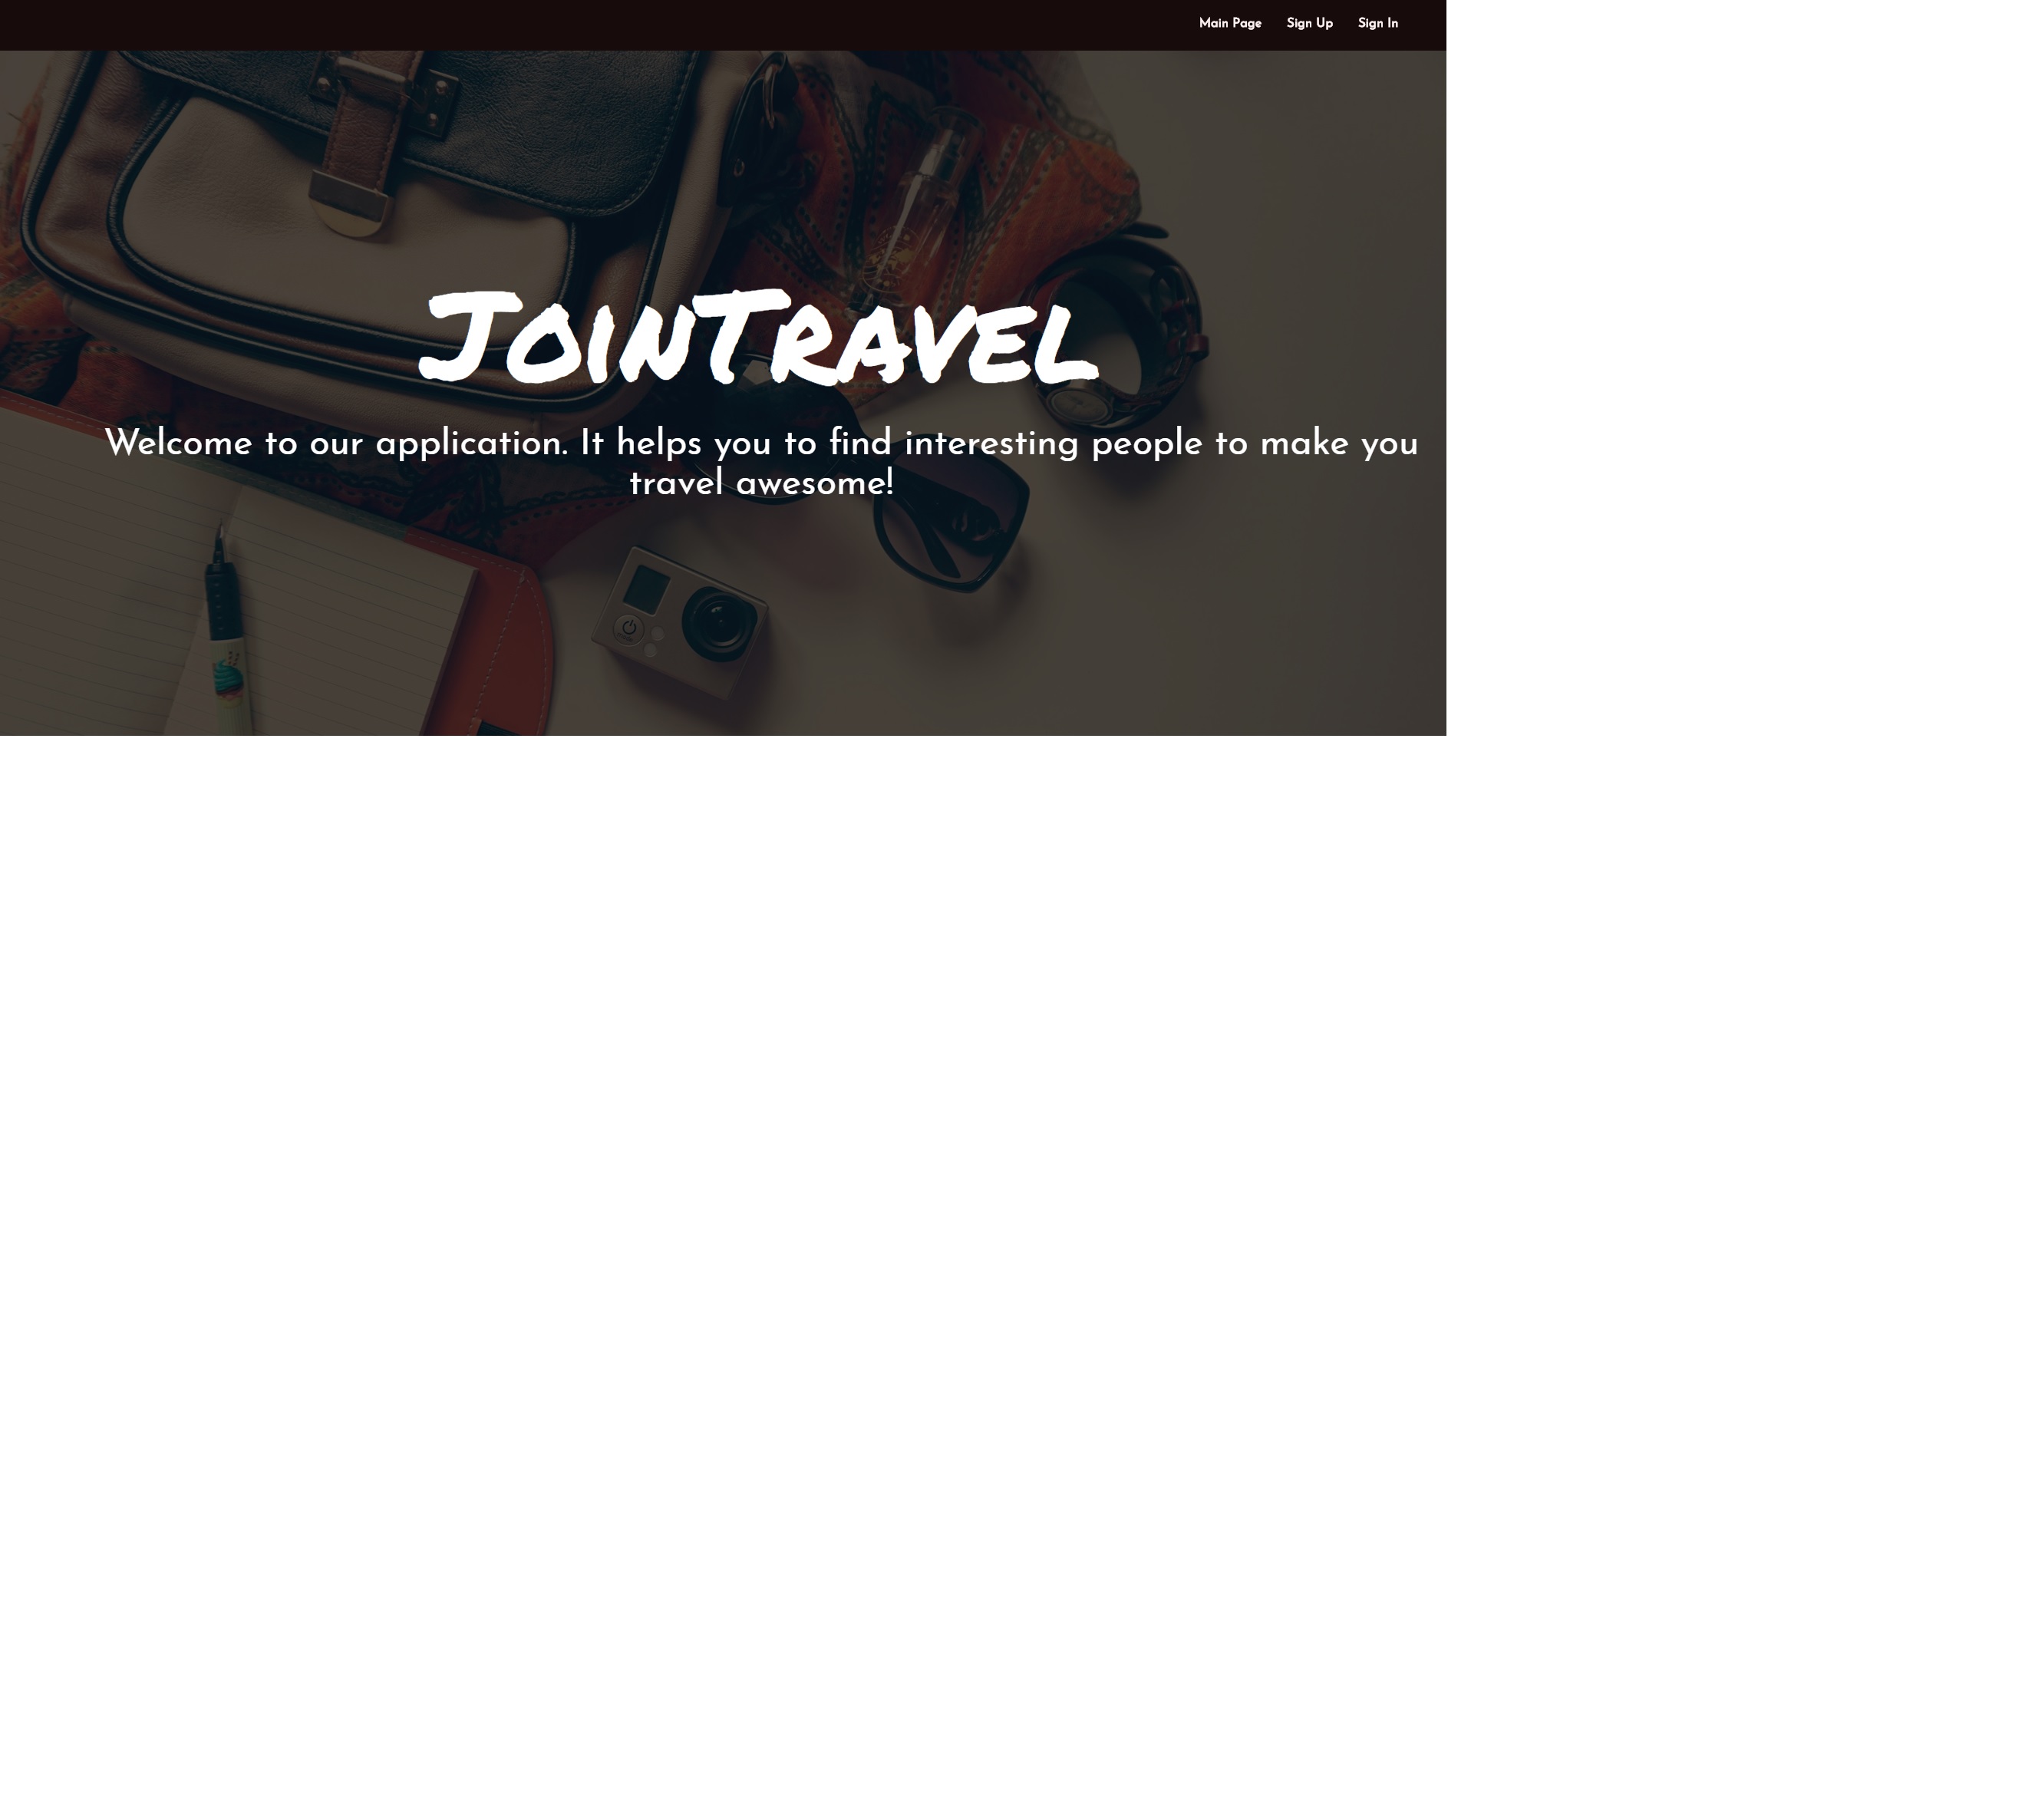 Main Page Sign Up Sign In
JoinTravel
Welcome to our application. It helps you to find interesting people to make you
travel awesome!